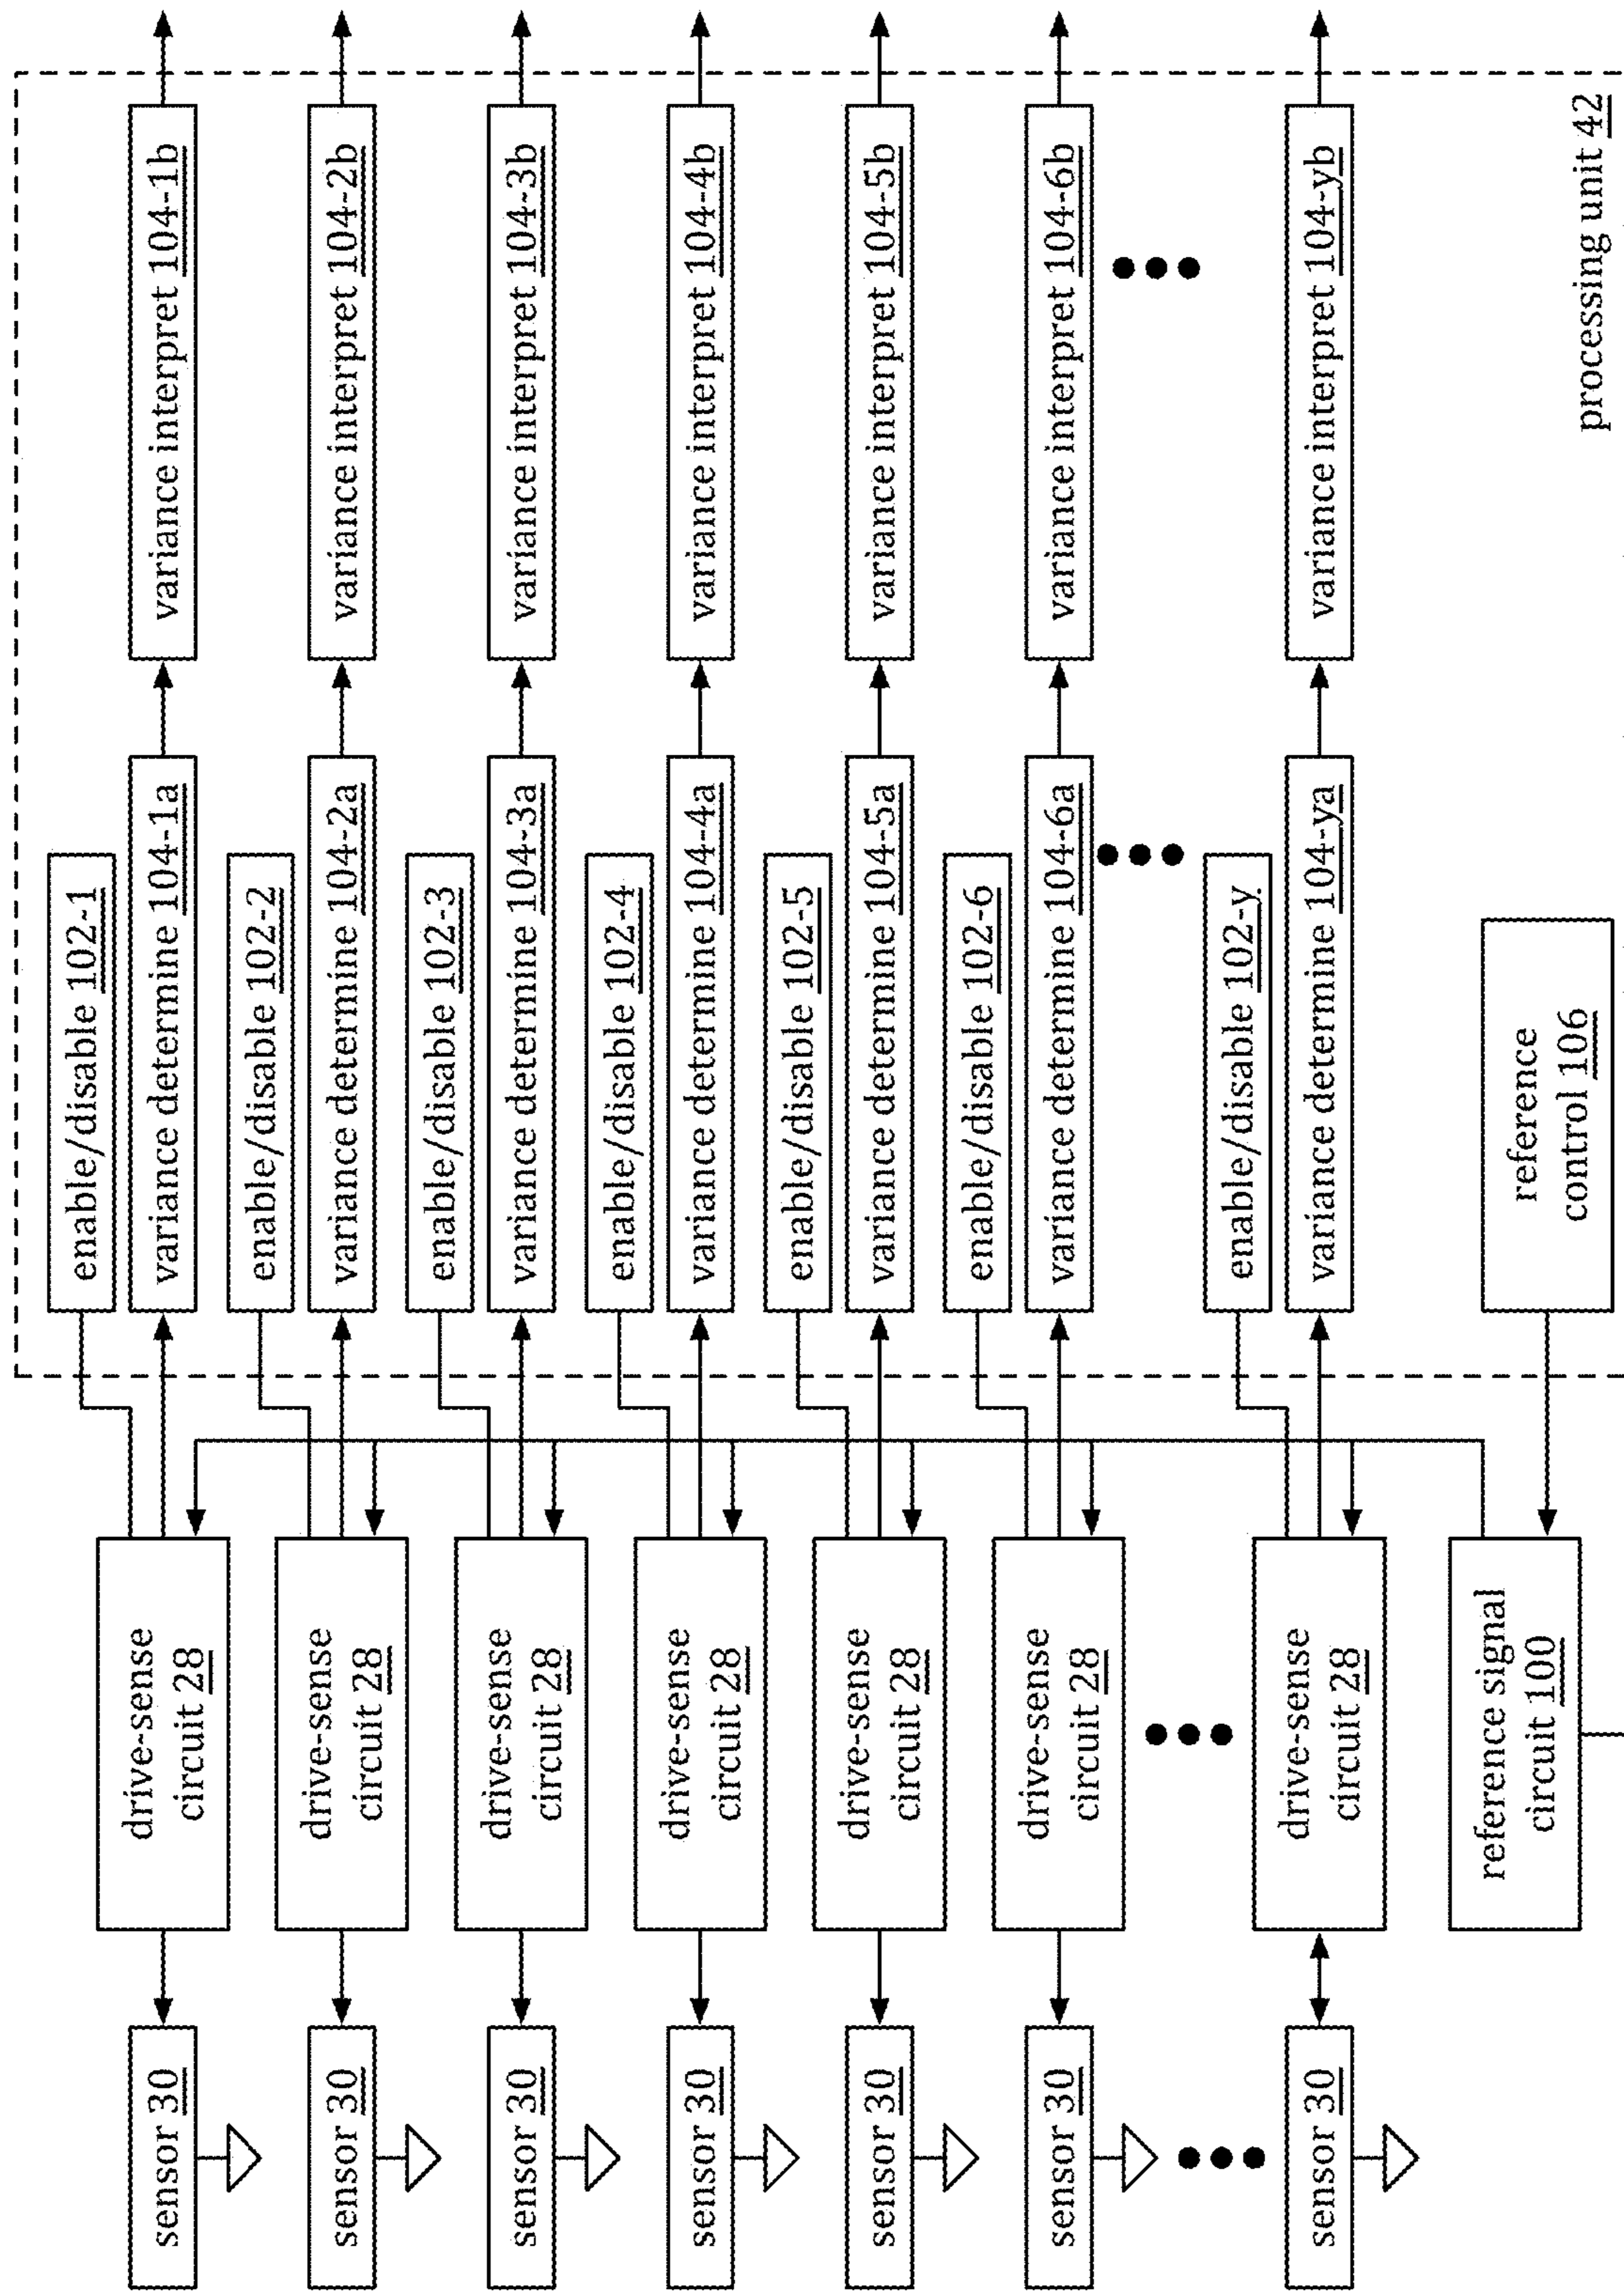 sensor 30
drive-sense
circuit 28
enable/disable 102-1
variance determine 104-1a
variance interpret 104-1b
sensor 30
drive-sense
circuit 28
enable/disable 102-2
variance determine 104-2a
variance interpret 104-2b
sensor 30
drive-sense
circuit 28
enable/disable 102-3
variance determine 104-3a
variance interpret 104-3b
sensor 30
drive-sense
circuit 28
enable/disable 102-4
variance determine 104-4a
variance interpret 104-4b
sensor 30
drive-sense
circuit 28
enable/disable 102-5
variance determine 104-5a
variance interpret 104-5b
sensor 30
drive-sense
circuit 28
enable/disable 102-6
variance determine 104-6a
variance interpret 104-6b
sensor 30
drive-sense
circuit 28
enable/disable 102-y
variance determine 104-ya
variance interpret 104-yb
reference signal
circuit 100
reference
control 106
processing unit 42